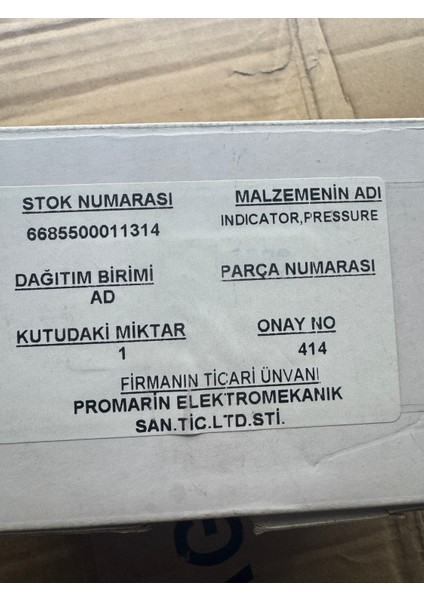 STOK NUMARASI
MALZEMENİN ADI
6685500011314
INDICATOR,PRESSURE
DAĞITIM BİRİMİ
PARÇA NUMARASI
AD
KUTUDAKİ MİKTAR
ONAY NO
1
414
FİRMANIN TİCARİ ÜNVANI
PROMARİN ELEKTROMEKANIK
SAN.TİC.LTD.STİ.